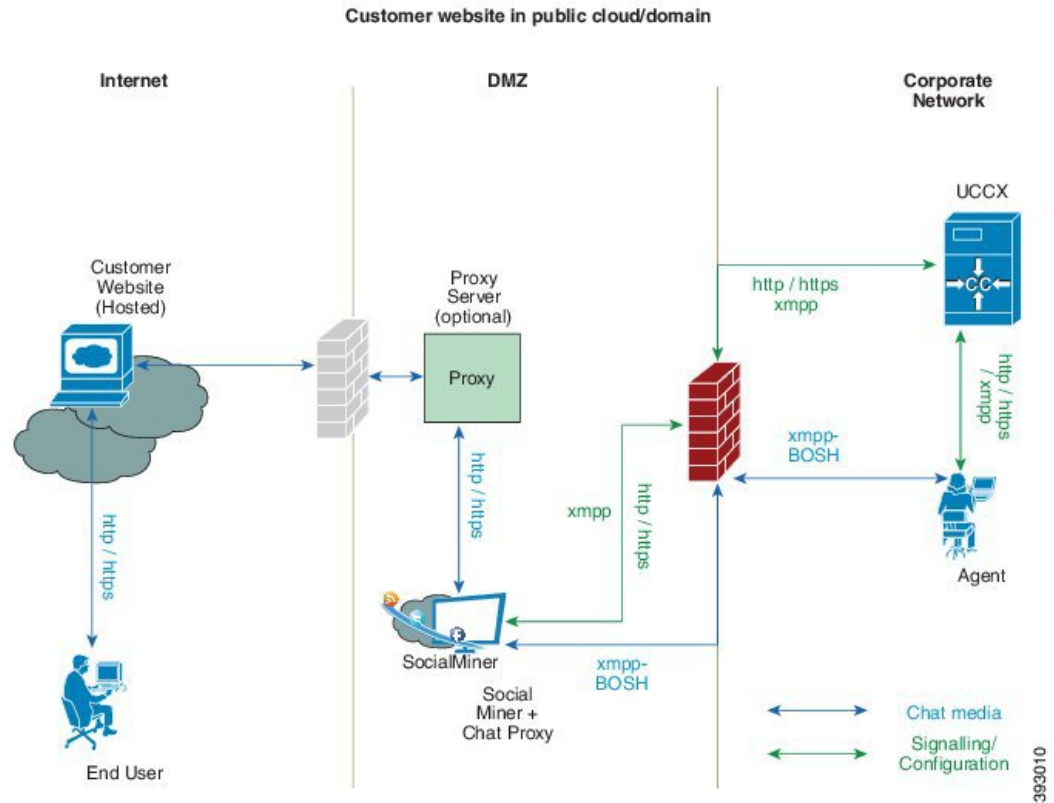 Customer website in public cloud/domain
Internet
DMZ
Corporate
Network
UCCX
CC
Customer
Website
(Hosted)
Proxy
Server
(optional)
Proxy
http / https
xmpp
http / https
/ xmpp
http / https
http / https
xmpp
http / https
xmpp-
BOSH
Agent
SocialMiner
xmpp-
BOSH
Social
Miner +
Chat Proxy
End User
Chat media
Signalling/
Configuration
393010